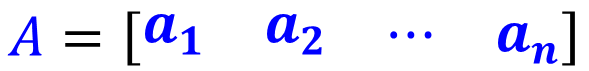 A = [a₁ a₂ ⋯ aₙ]